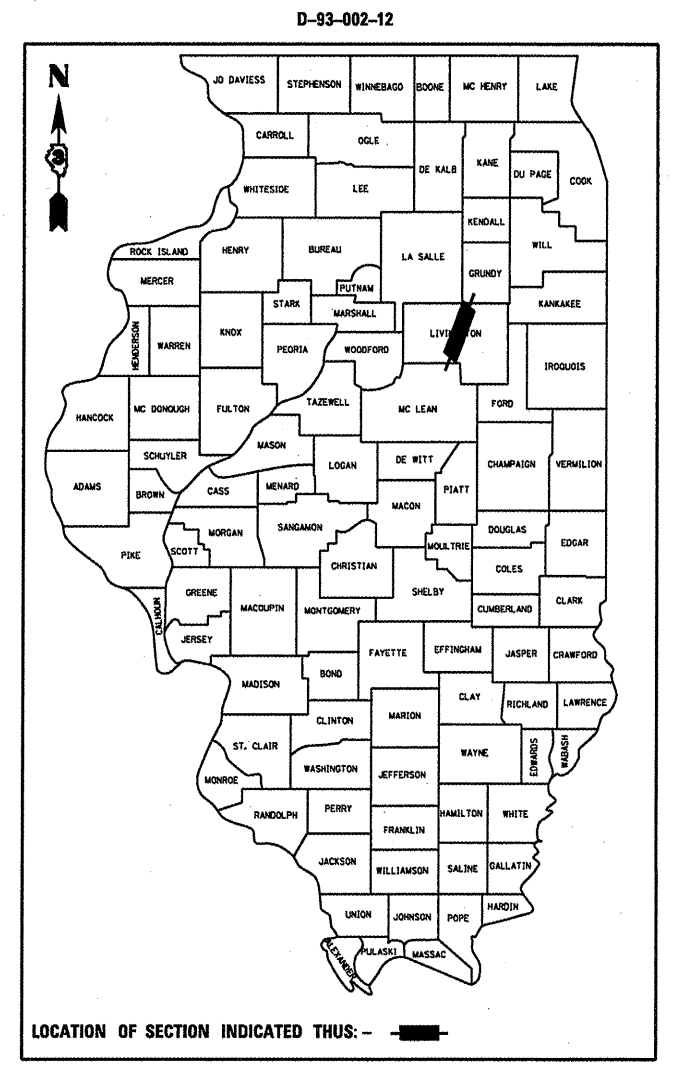 D-93-002-12
N
3
JO DAVIESS
STEPHENSON
WINNEBAGO
BOONE
MC HENRY
LAKE
CARROLL
OGLE
DE KALB
KANE
DU PAGE
COOK
WHITESIDE
LEE
KENDALL
WILL
ROCK ISLAND
HENRY
BUREAU
LA SALLE
GRUNDY
MERCER
PUTNAM
STARK
MARSHALL
KANKAKEE
HENDERSON
WARREN
KNOX
PEORIA
WOODFORD
IROQUOIS
HANCOCK
MC DONOUGH
FULTON
TAZEWELL
MC LEAN
FORD
MASON
SCHUYLER
LOGAN
DE WITT
CHAMPAIGN
VERMILION
ADAMS
BROWN
CASS
MENARD
PIATT
MACON
MORGAN
SANGAMON
DOUGLAS
EDGAR
PIKE
SCOTT
CHRISTIAN
MOULTRIE
COLES
GREENE
SHELBY
CALHOUN
MACOUPIN
MONTGOMERY
CUMBERLAND
CLARK
JERSEY
FAYETTE
EFFINGHAM
JASPER
CRAWFORD
MADISON
BOND
CLAY
RICHLAND
LAWRENCE
CLINTON
MARION
ST. CLAIR
WAYNE
EDWARDS
WABASH
MONROE
WASHINGTON
JEFFERSON
RANDOLPH
PERRY
HAMILTON
WHITE
FRANKLIN
JACKSON
WILLIAMSON
SALINE
GALLATIN
HARDIN
UNION
JOHNSON
POPE
ALEXANDER
PULASKI
MASSAC
LOCATION OF SECTION INDICATED THUS: -